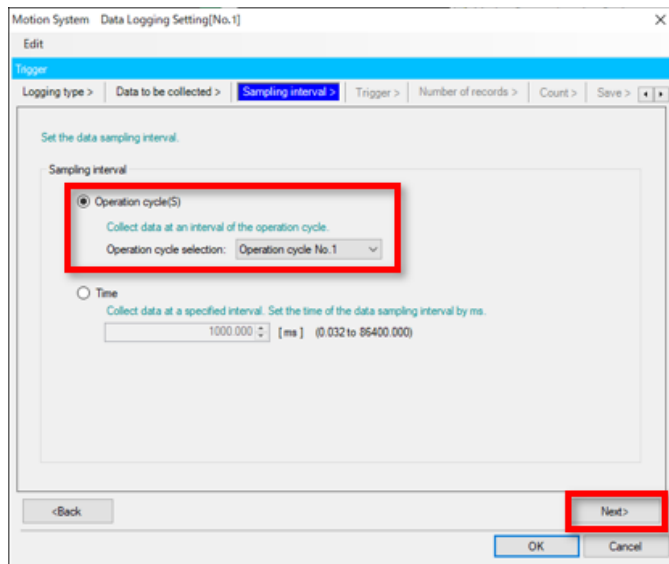 Motion System Data Logging Setting[No.1]
Edit
Trigger
Logging type > Data to be collected > Sampling interval > Trigger > Number of records > Count > Save >
Set the data sampling interval.
Sampling interval
Operation cycle(S)
Collect data at an interval of the operation cycle.
Operation cycle selection: Operation cycle No.1
Time
Collect data at a specified interval. Set the time of the data sampling interval by ms.
1000.000 [ms] (0.032 to 86400.000)
<Back Next>
OK Cancel